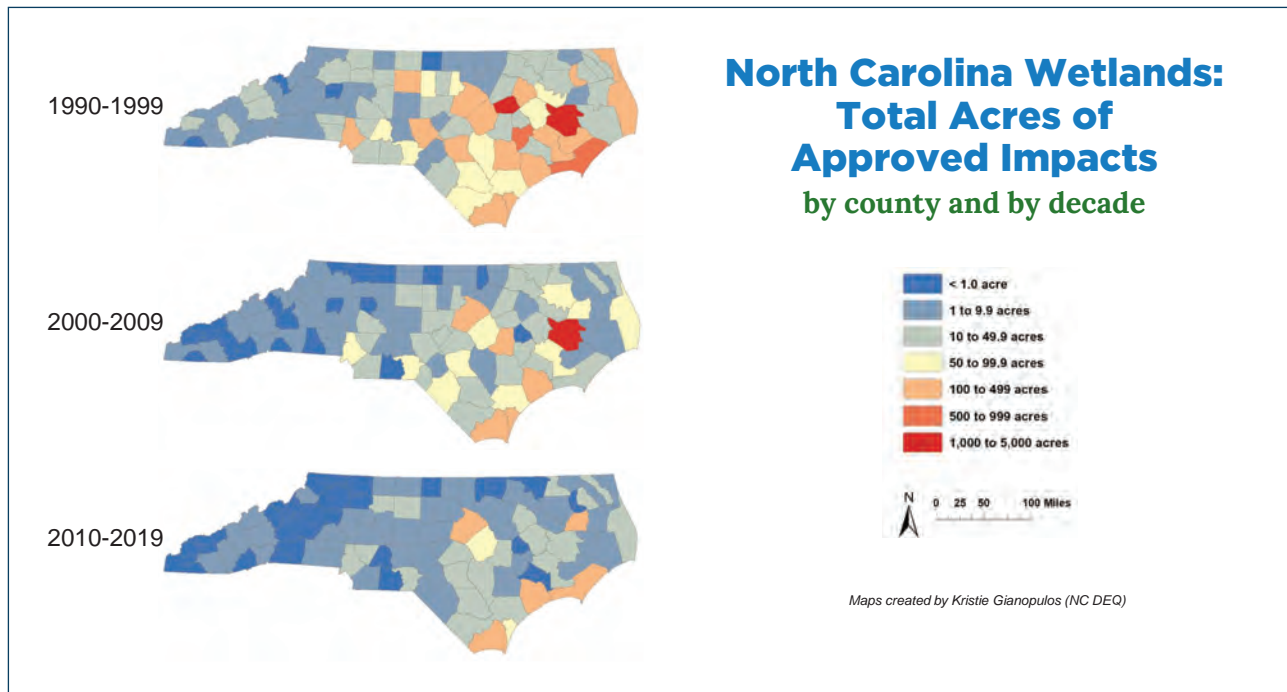 North Carolina Wetlands:
Total Acres of
Approved Impacts
by county and by decade
1990-1999
2000-2009
2010-2019
< 1.0 acre
1 to 9.9 acres
10 to 49.9 acres
50 to 99.9 acres
100 to 499 acres
500 to 999 acres
1,000 to 5,000 acres
N
0 25 50 100 Miles
Maps created by Kristie Gianopulos (NC DEQ)